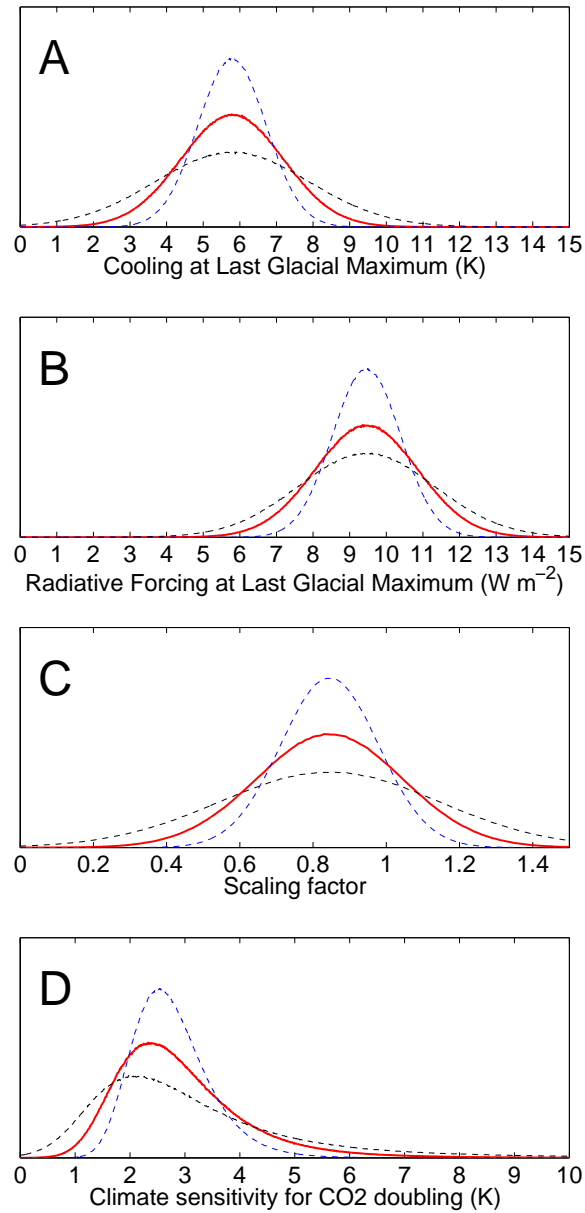 A
0 1 2 3 4 5 6 7 8 9 10 11 12 13 14 15
Cooling at Last Glacial Maximum (K)
B
0 1 2 3 4 5 6 7 8 9 10 11 12 13 14 15
Radiative Forcing at Last Glacial Maximum (W m⁻²)
C
0 0.2 0.4 0.6 0.8 1 1.2 1.4
Scaling factor
D
0 1 2 3 4 5 6 7 8 9 10
Climate sensitivity for CO2 doubling (K)